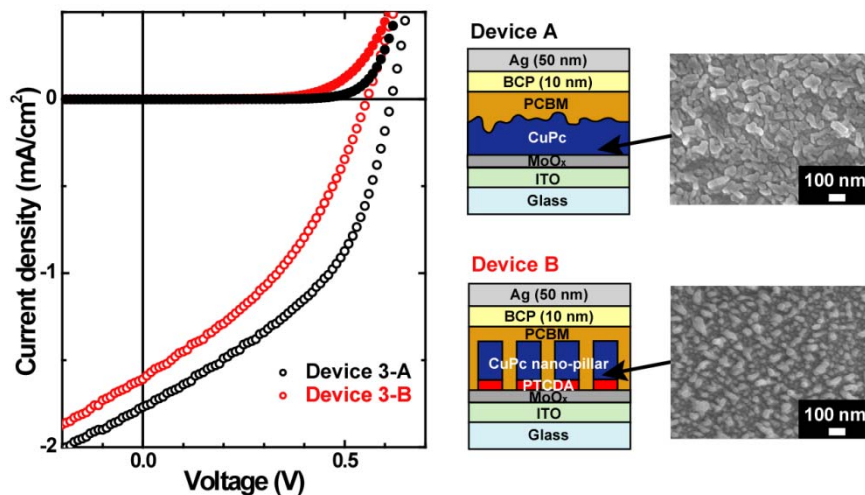 Current density (mA/cm²)
0
-1
-2
0.0
0.5
Voltage (V)
Device 3-A
Device 3-B
Device A
Ag (50 nm)
BCP (10 nm)
PCBM
CuPc
MoOₓ
ITO
Glass
100 nm
Device B
Ag (50 nm)
BCP (10 nm)
PCBM
CuPc nano-pillar
PTCDA
MoOₓ
ITO
Glass
100 nm